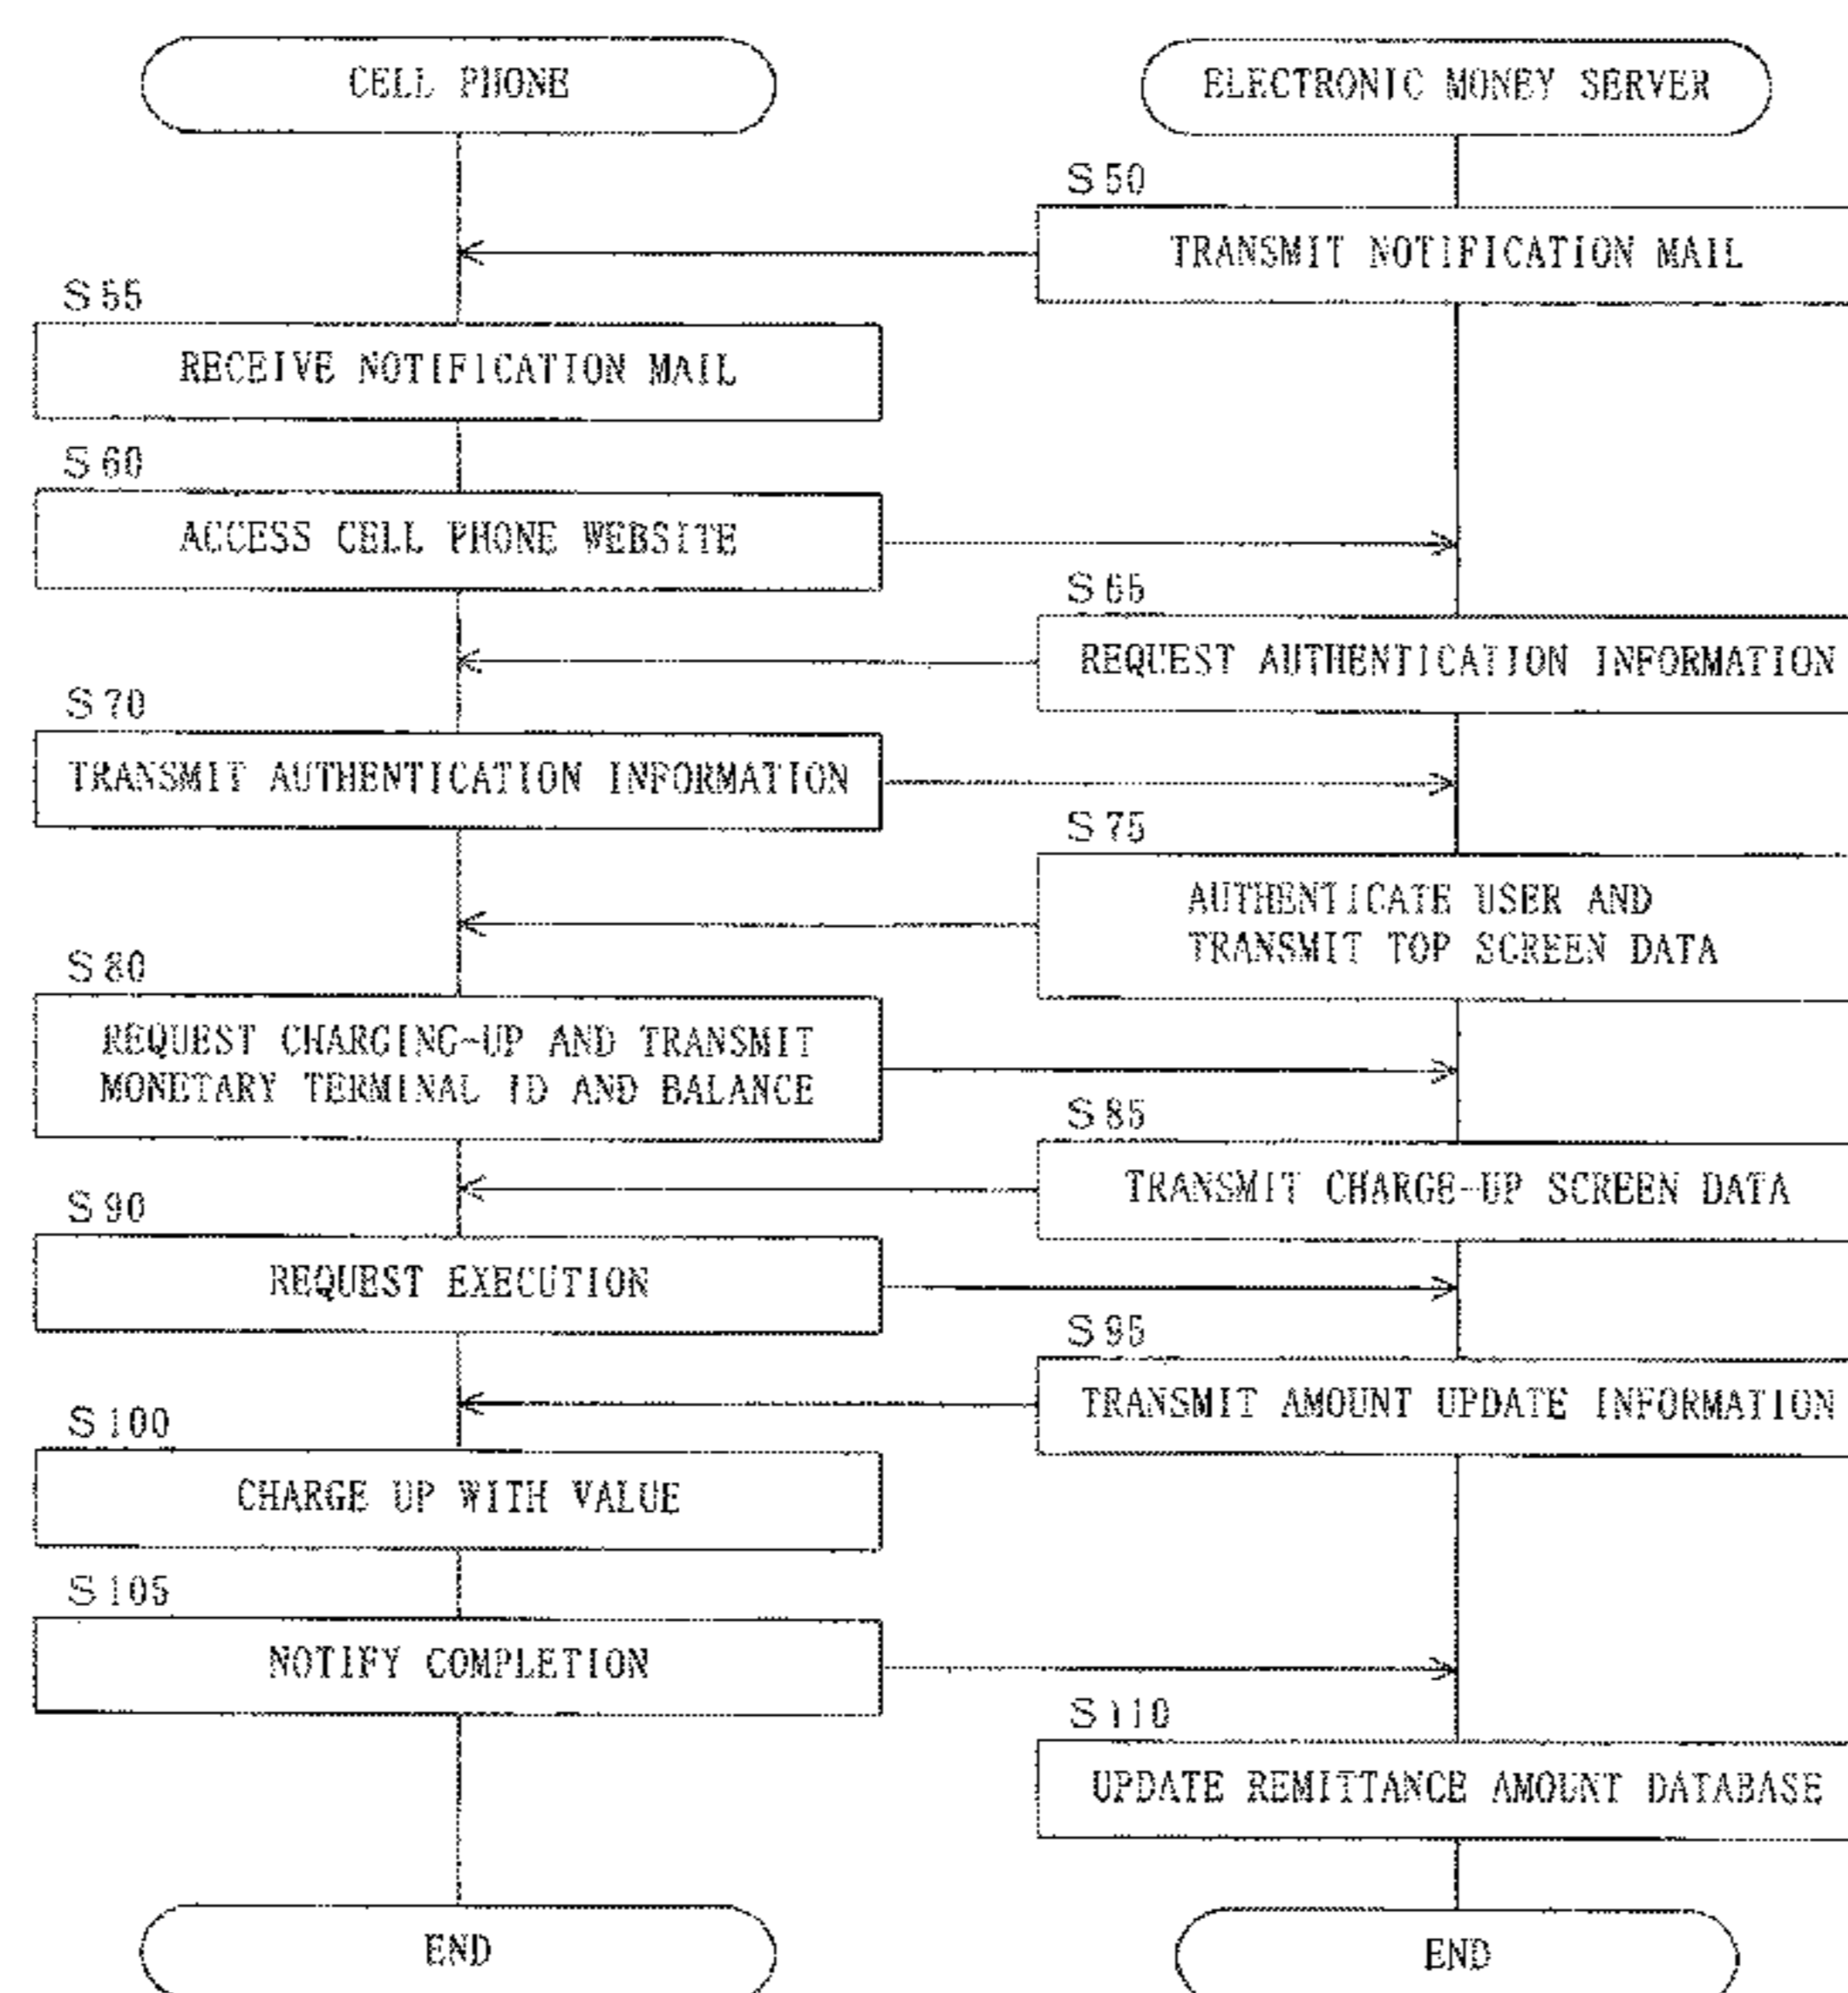 CELL PHONE
ELECTRONIC MONEY SERVER
S50
TRANSMIT NOTIFICATION MAIL
S55
RECEIVE NOTIFICATION MAIL
S60
ACCESS CELL PHONE WEBSITE
S65
REQUEST AUTHENTICATION INFORMATION
S70
TRANSMIT AUTHENTICATION INFORMATION
S75
AUTHENTICATE USER AND
TRANSMIT TOP SCREEN DATA
S80
REQUEST CHARGING-UP AND TRANSMIT
MONETARY TERMINAL ID AND BALANCE
S85
TRANSMIT CHARGE-UP SCREEN DATA
S90
REQUEST EXECUTION
S95
TRANSMIT AMOUNT UPDATE INFORMATION
S100
CHARGE UP WITH VALUE
S105
NOTIFY COMPLETION
S110
UPDATE REMITTANCE AMOUNT DATABASE
END
END